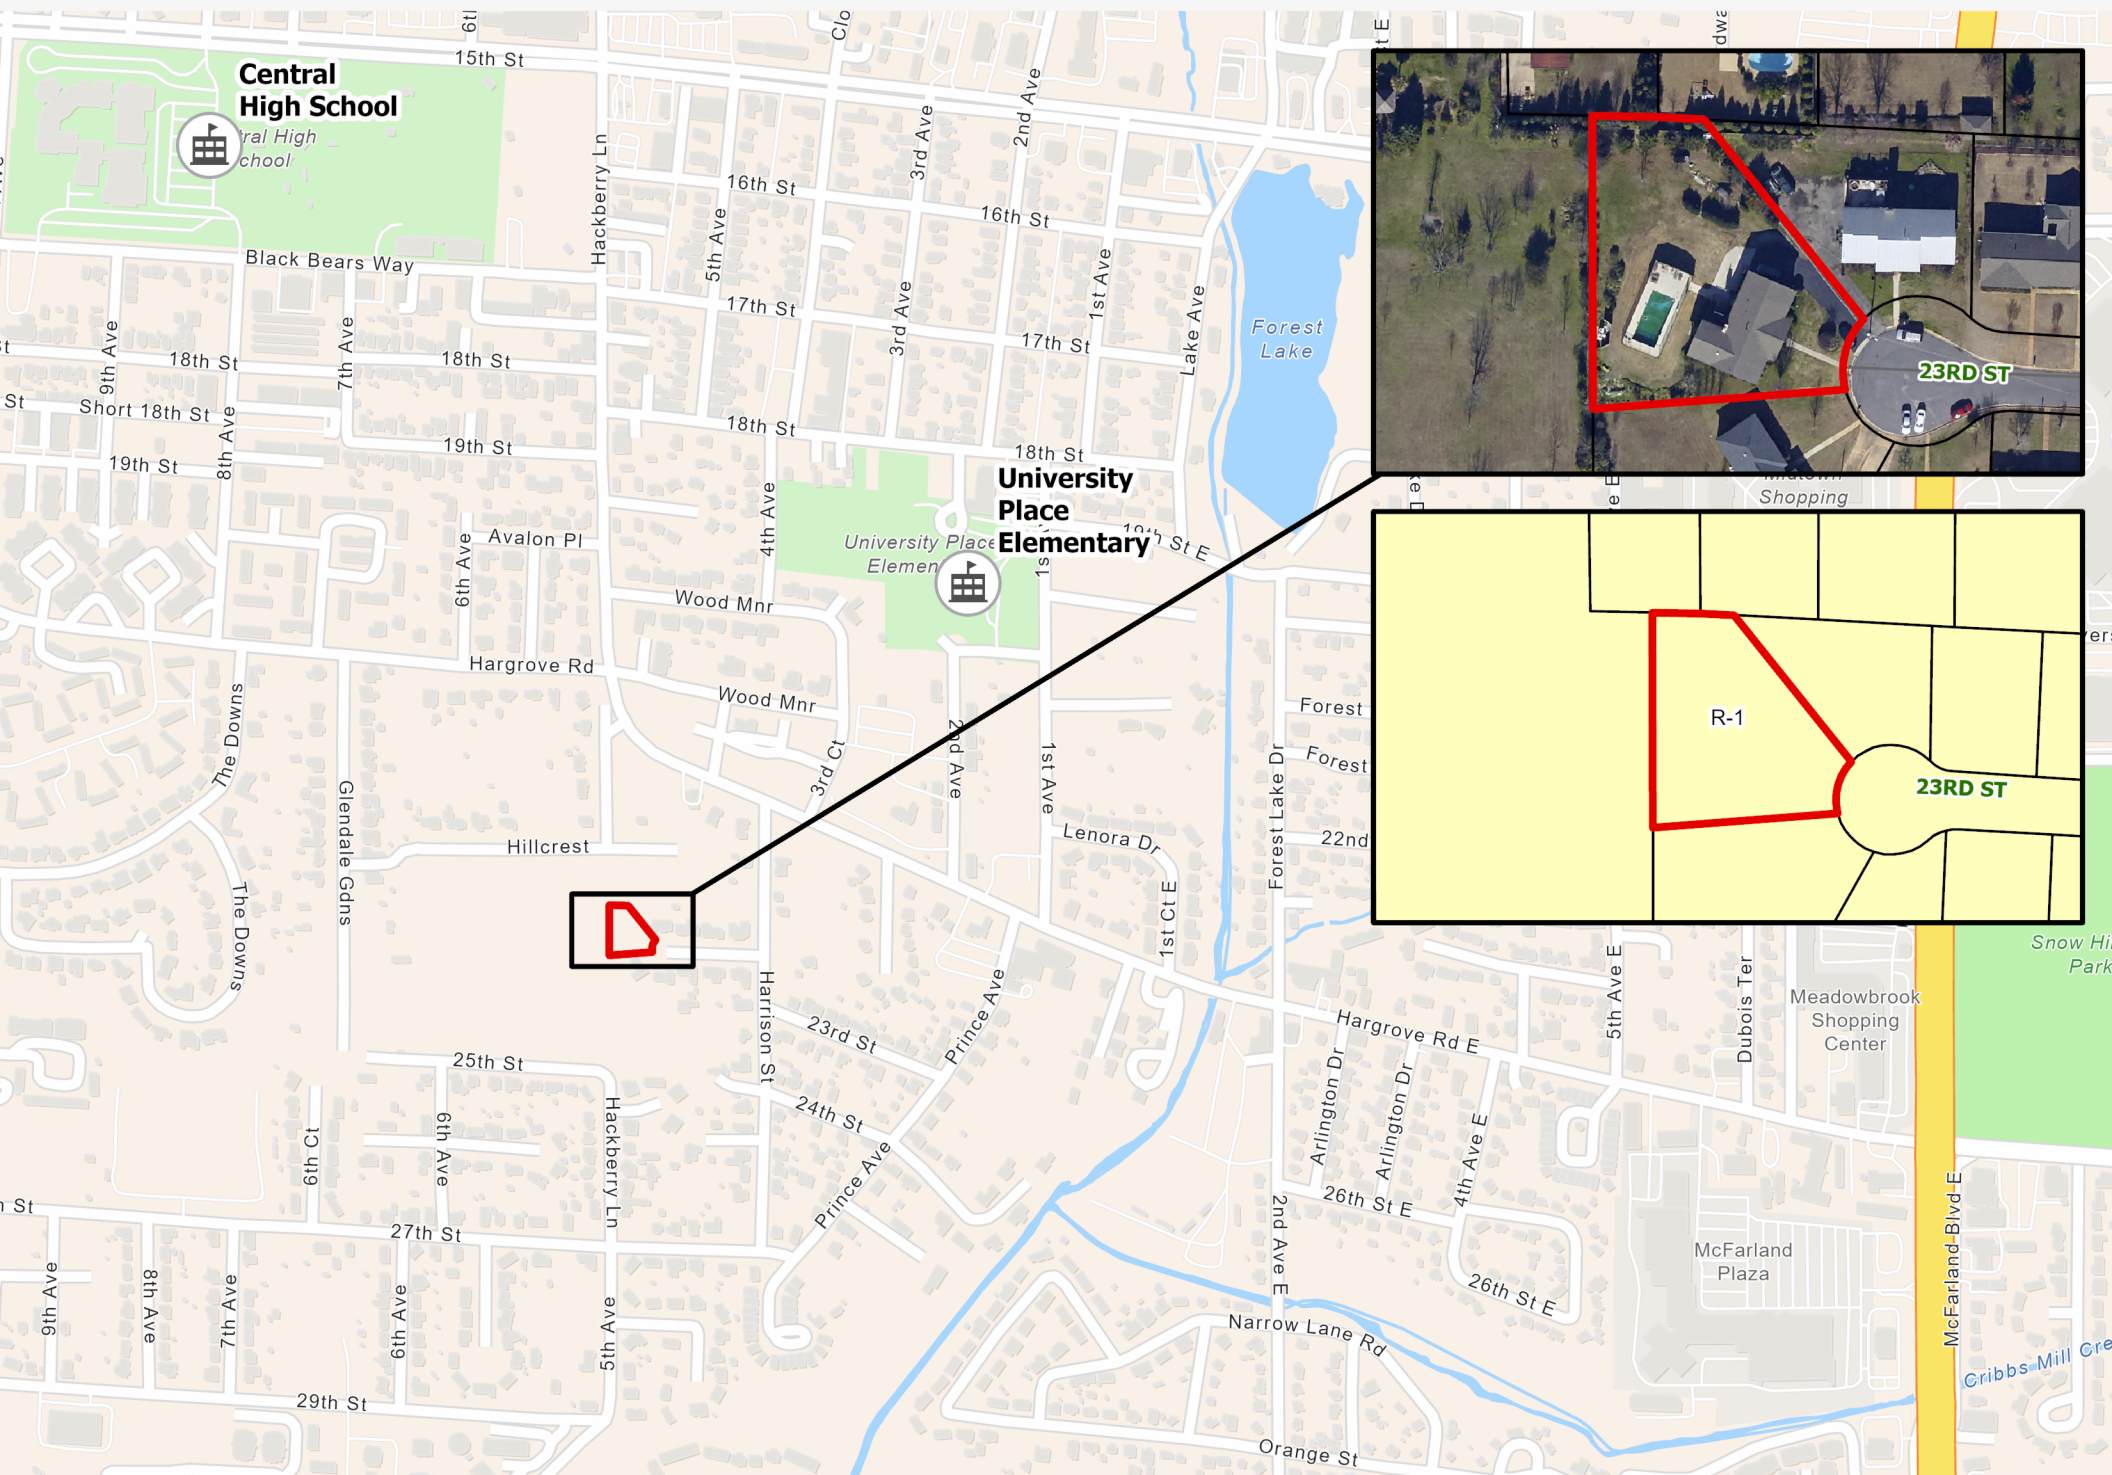 15th St
Central
High School
Hackberry Ln
3rd Ave
2nd Ave
16th St
16th St
5th Ave
1st Ave
Black Bears Way
17th St
3rd Ave
17th St
Lake Ave
Forest
Lake
9th Ave
18th St
7th Ave
18th St
St
Short 18th St
8th Ave
19th St
19th St
18th St
18th St
University
Place
Elementary
4th Ave
University Place
19th St E
Avalon Pl
6th Ave
Wood Mnr
Hargrove Rd
Wood Mnr
The Downs
3rd Ct
2nd Ave
1st Ave
Forest Lake Dr
Forest
Forest
22nd
Glendale Gdns
Hillcrest
Lenora Dr
1st Ct E
The Downs
Harrison St
23rd St
Prince Ave
Hargrove Rd E
5th Ave E
Dubois Ter
25th St
24th St
Arlington Dr
Arlington Dr
4th Ave E
6th Ct
6th Ave
Hackberry Ln
Prince Ave
26th St E
2nd Ave E
26th St E
27th St
9th Ave
8th Ave
7th Ave
6th Ave
5th Ave
29th St
Narrow Lane Rd
Orange St
23RD ST
Shopping
R-1
23RD ST
Snow Hi
Park
Meadowbrook
Shopping
Center
McFarland
Plaza
McFarland Blvd E
Cribbs Mill Cre